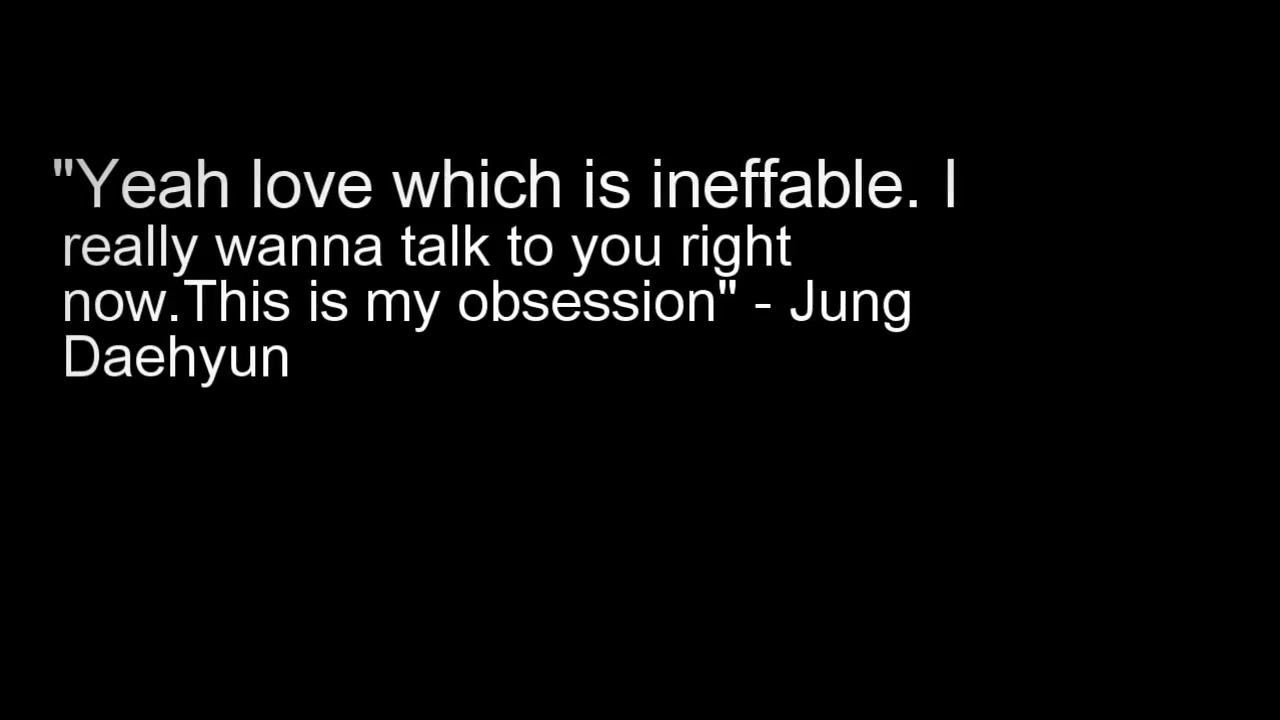 "Yeah love which is ineffable. I
really wanna talk to you right
now.This is my obsession" - Jung
Daehyun